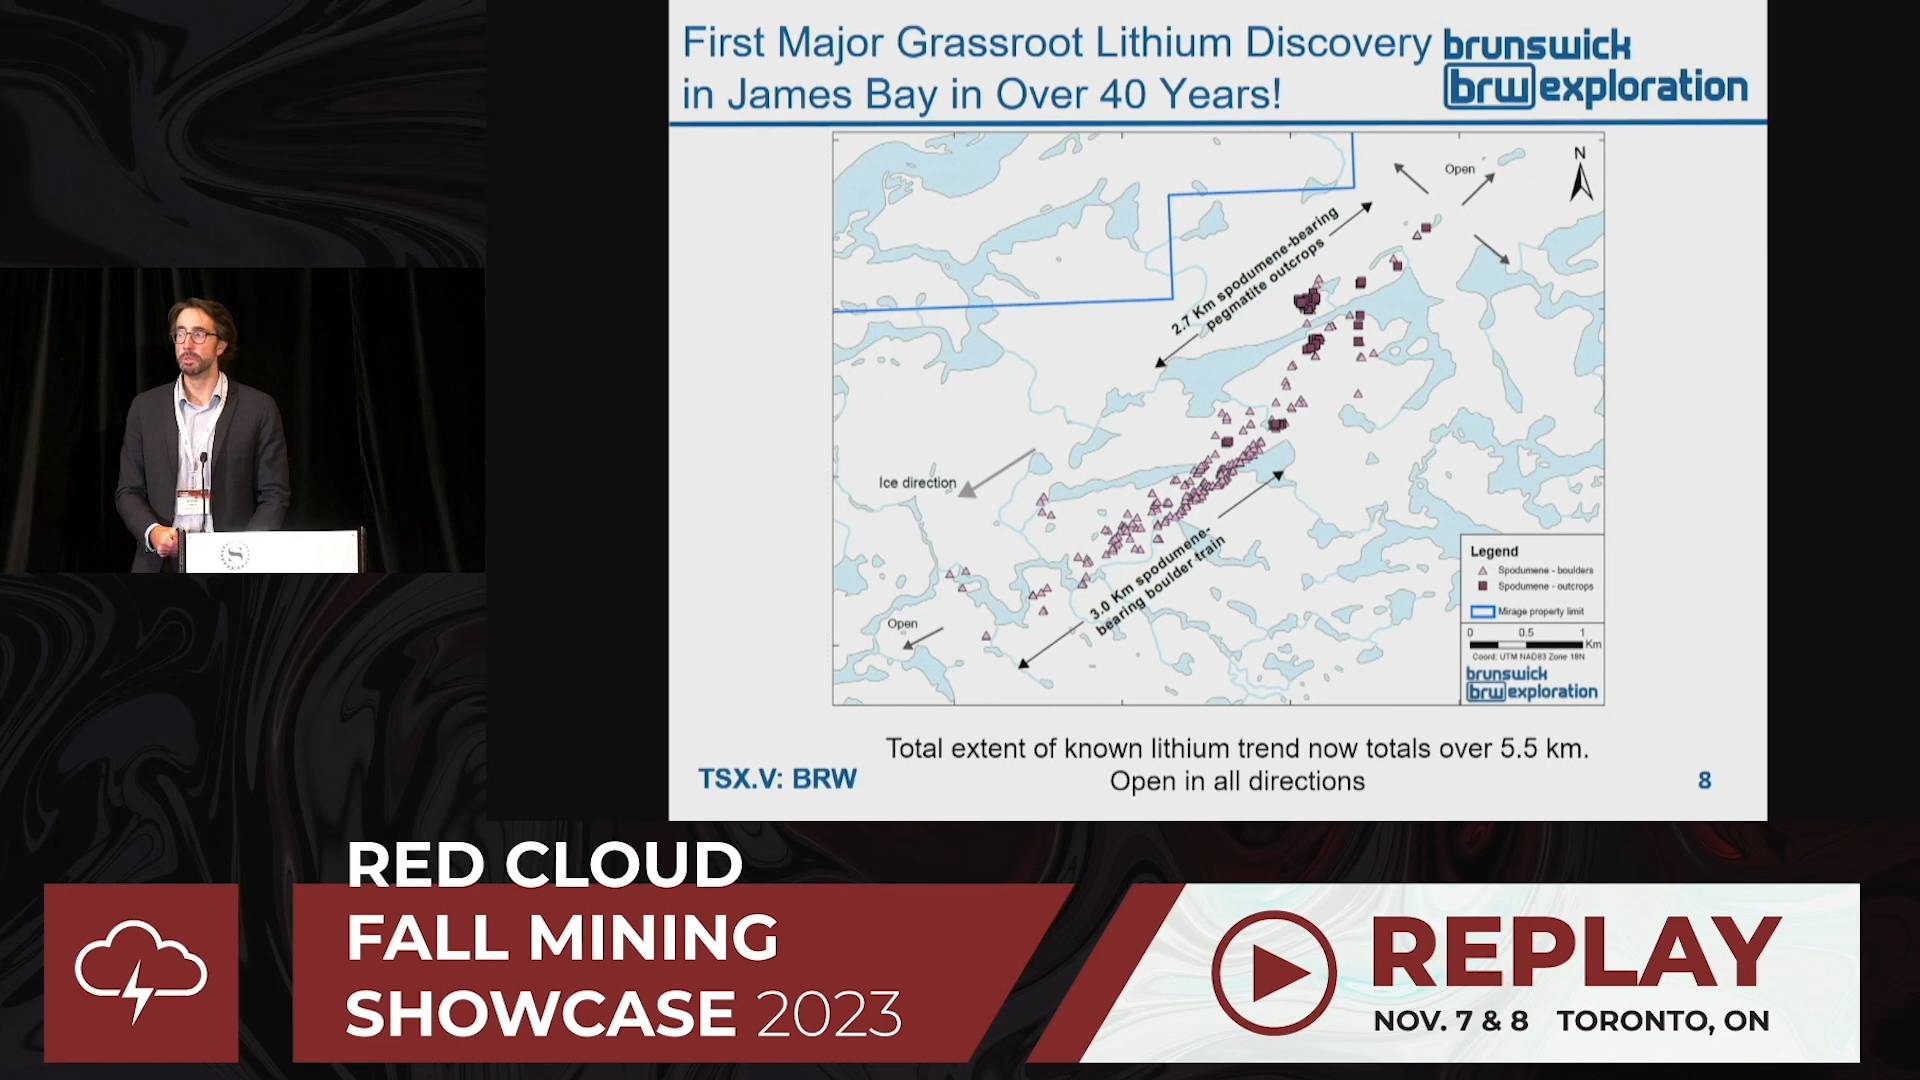 First Major Grassroot Lithium Discovery
in James Bay in Over 40 Years!
brunswick
brw exploration
N
Open
2.7 Km spodumene-bearing
pegmatite outcrops
Ice direction
3.0 Km spodumene-
bearing boulder train
Open
Legend
Spodumene - boulders
Spodumene - outcrops
Mirage property limit
0 0.5 1
Km
Coord: UTM NAD83 Zone 18N
brunswick
brw exploration
Total extent of known lithium trend now totals over 5.5 km.
Open in all directions
TSX.V: BRW
8
S
RED CLOUD
FALL MINING
SHOWCASE 2023
REPLAY
NOV. 7 & 8 TORONTO, ON